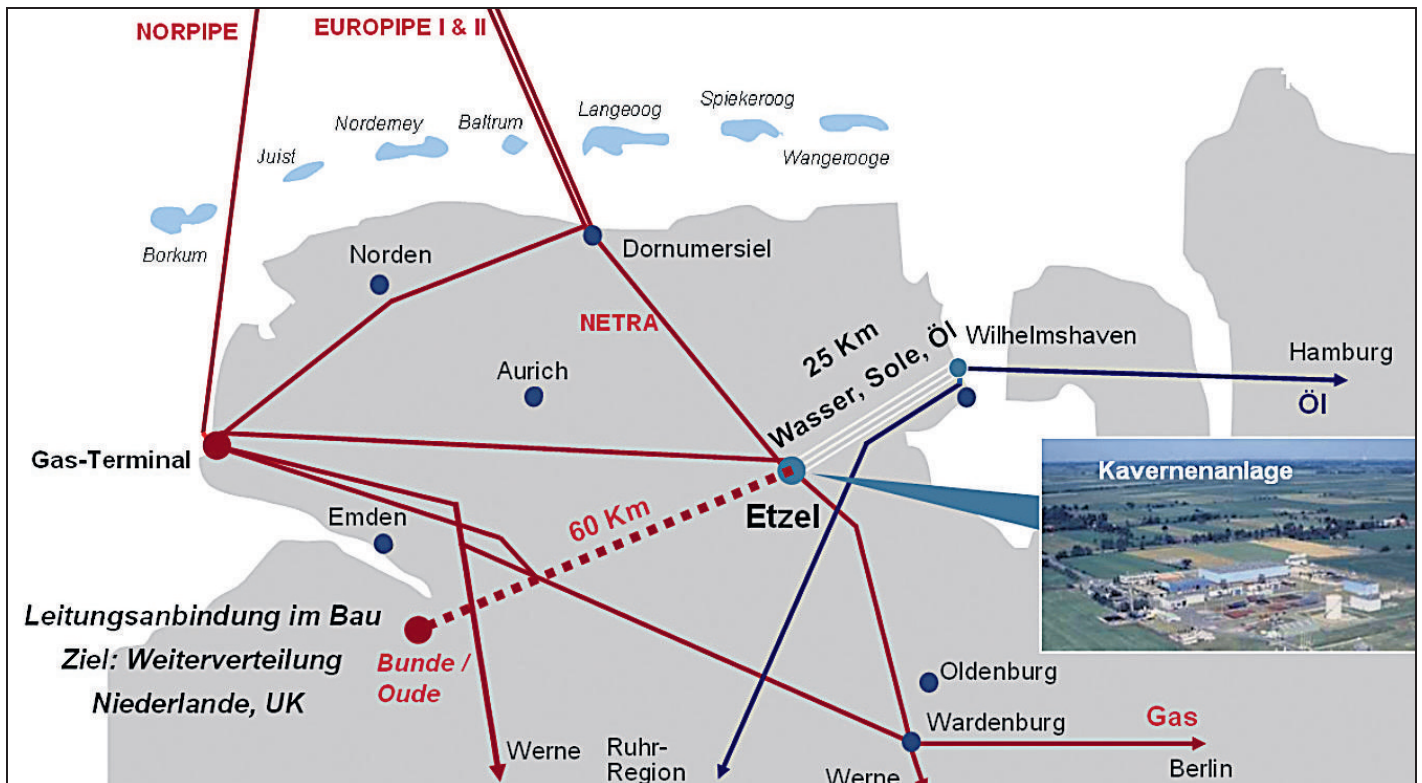 NORPIPE
EUROPIPE I & II
Juist
Norderney
Baltrum
Langeoog
Spiekeroog
Wangerooge
Borkum
Norden
Dornumersiel
NETRA
Aurich
25 Km
Wasser, Sole, Öl
Wilhelmshaven
Hamburg
Öl
Gas-Terminal
Emden
60 Km
Etzel
Kavernenanlage
Leitungsanbindung im Bau
Ziel: Weiterverteilung
Niederlande, UK
Bunde /
Oude
Oldenburg
Wardenburg
Gas
Berlin
Werne
Ruhr-
Region
Werne